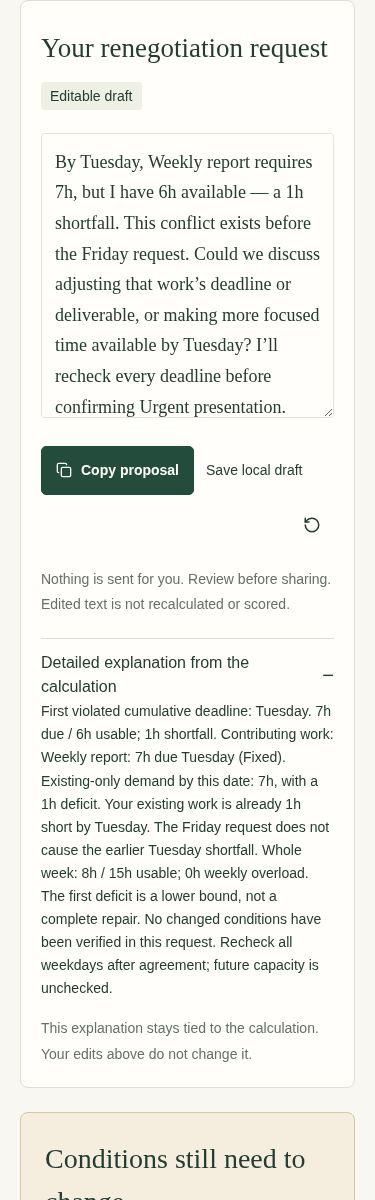 Your renegotiation request
Editable draft
By Tuesday, Weekly report requires
7h, but I have 6h available — a 1h
shortfall. This conflict exists before
the Friday request. Could we discuss
adjusting that work’s deadline or
deliverable, or making more focused
time available by Tuesday? I’ll
recheck every deadline before
confirming Urgent presentation.
Copy proposal
Save local draft
Nothing is sent for you. Review before sharing.
Edited text is not recalculated or scored.
Detailed explanation from the
calculation
First violated cumulative deadline: Tuesday. 7h
due / 6h usable; 1h shortfall. Contributing work:
Weekly report: 7h due Tuesday (Fixed).
Existing-only demand by this date: 7h, with a
1h deficit. Your existing work is already 1h
short by Tuesday. The Friday request does not
cause the earlier Tuesday shortfall. Whole
week: 8h / 15h usable; 0h weekly overload.
The first deficit is a lower bound, not a
complete repair. No changed conditions have
been verified in this request. Recheck all
weekdays after agreement; future capacity is
unchecked.
This explanation stays tied to the calculation.
Your edits above do not change it.
Conditions still need to
change